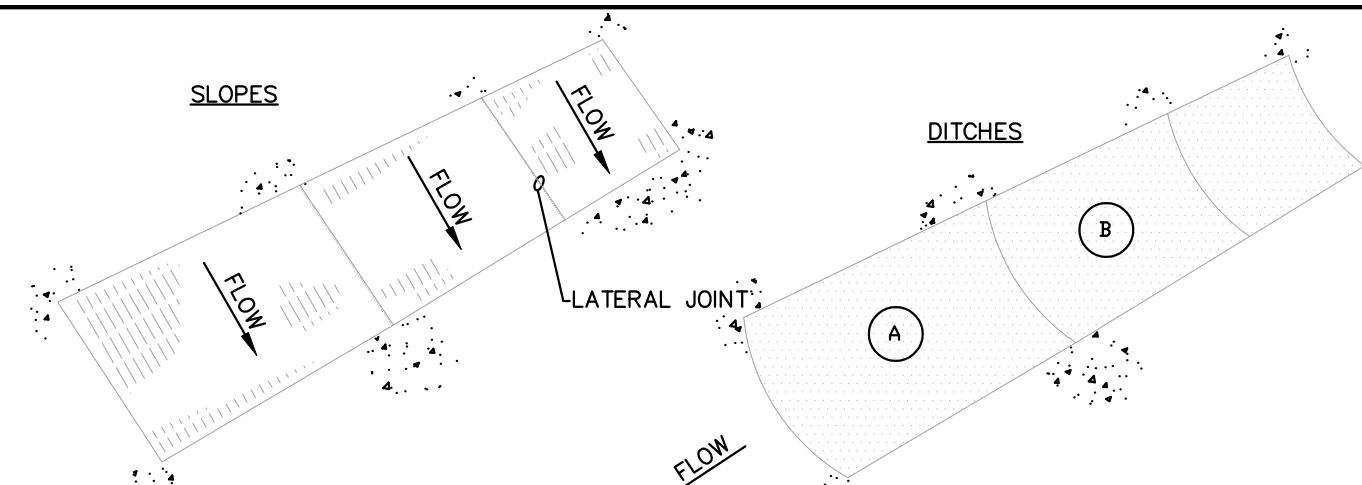 SLOPES
FLOW
FLOW
FLOW
LATERAL JOINT
DITCHES
B
A
FLOW